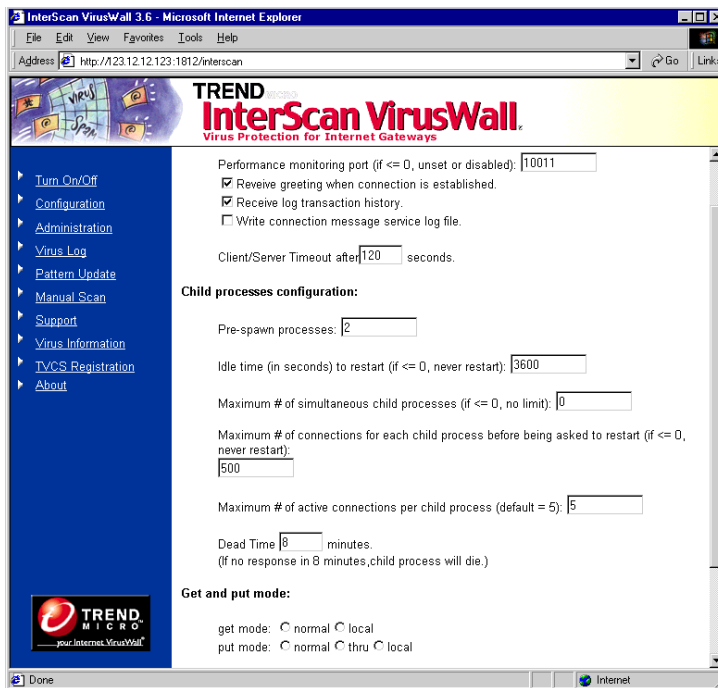 InterScan VirusWall 3.6 - Microsoft Internet Explorer
File Edit View Favorites Tools Help
Address http://123.12.12.123:1812/interscan Go Links
VIRUS
Spam
TREND MICRO
InterScan VirusWall.
Virus Protection for Internet Gateways
Turn On/Off
Configuration
Administration
Virus Log
Pattern Update
Manual Scan
Support
Virus Information
TVCS Registration
About
Performance monitoring port (if <= 0, unset or disabled): 10011
Reveive greeting when connection is established.
Receive log transaction history.
Write connection message service log file.
Client/Server Timeout after 120 seconds.
Child processes configuration:
Pre-spawn processes: 2
Idle time (in seconds) to restart (if <= 0, never restart): 3600
Maximum # of simultaneous child processes (if <= 0, no limit): 0
Maximum # of connections for each child process before being asked to restart (if <= 0,
never restart):
500
Maximum # of active connections per child process (default = 5): 5
Dead Time 8 minutes.
(If no response in 8 minutes,child process will die.)
Get and put mode:
get mode: normal local
put mode: normal thru local
TREND
MICRO
your Internet VirusWall
Done Internet